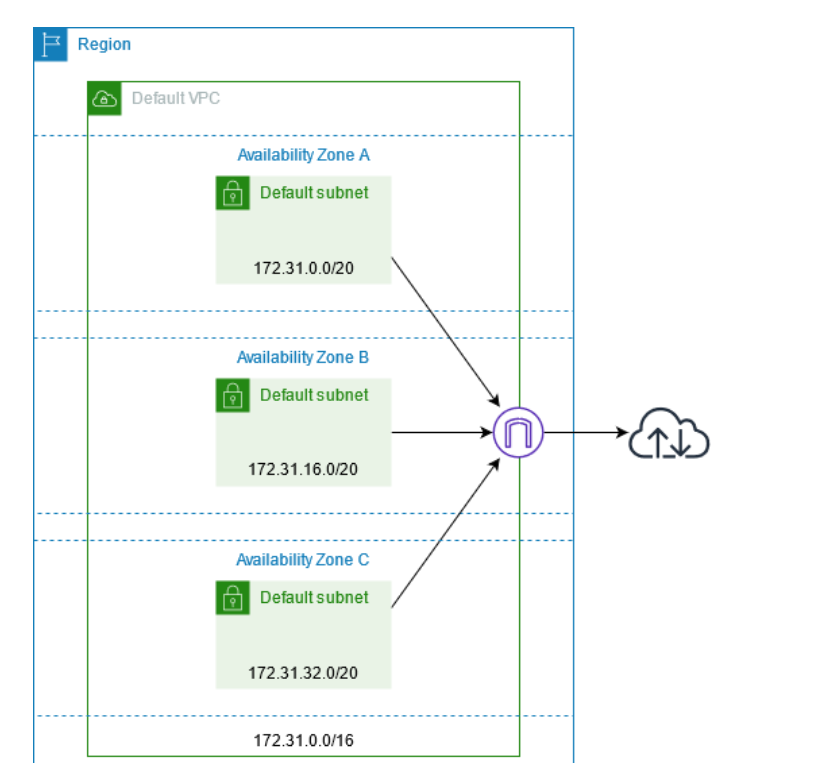 Region
Default VPC
Availability Zone A
Default subnet
172.31.0.0/20
Availability Zone B
Default subnet
172.31.16.0/20
Availability Zone C
Default subnet
172.31.32.0/20
172.31.0.0/16